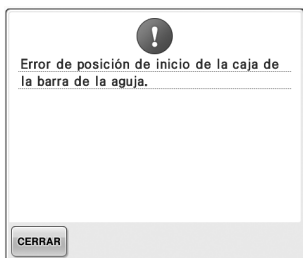 Error de posición de inicio de la caja de
la barra de la aguja.
CERRAR